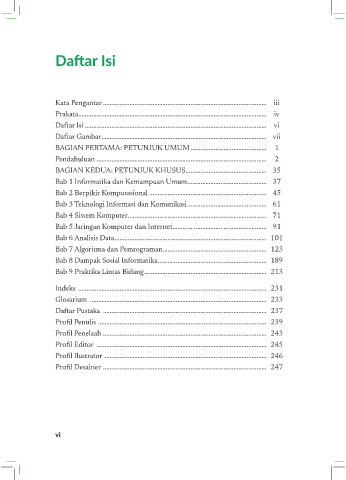 Daftar Isi
Kata Pengantar ........ iii
Prakata ........ iv
Daftar Isi ........ vi
Daftar Gambar ........ vii
BAGIAN PERTAMA: PETUNJUK UMUM ........ 1
Pendahuluan ........ 2
BAGIAN KEDUA: PETUNJUK KHUSUS ........ 35
Bab 1 Informatika dan Kemampuan Umum ........ 37
Bab 2 Berpikir Komputasional ........ 45
Bab 3 Teknologi Informasi dan Komunikasi ........ 61
Bab 4 Sistem Komputer ........ 71
Bab 5 Jaringan Komputer dan Internet ........ 91
Bab 6 Analisis Data ........ 101
Bab 7 Algorima dan Pemrograman ........ 123
Bab 8 Dampak Sosial Informatika ........ 189
Bab 9 Praktika Lintas Bidang ........ 213
Indeks ........ 231
Glosarium ........ 233
Daftar Pustaka ........ 237
Profil Penulis ........ 239
Profil Penelaah ........ 243
Profil Editor ........ 245
Profil Ilustrator ........ 246
Profil Desainer ........ 247
vi